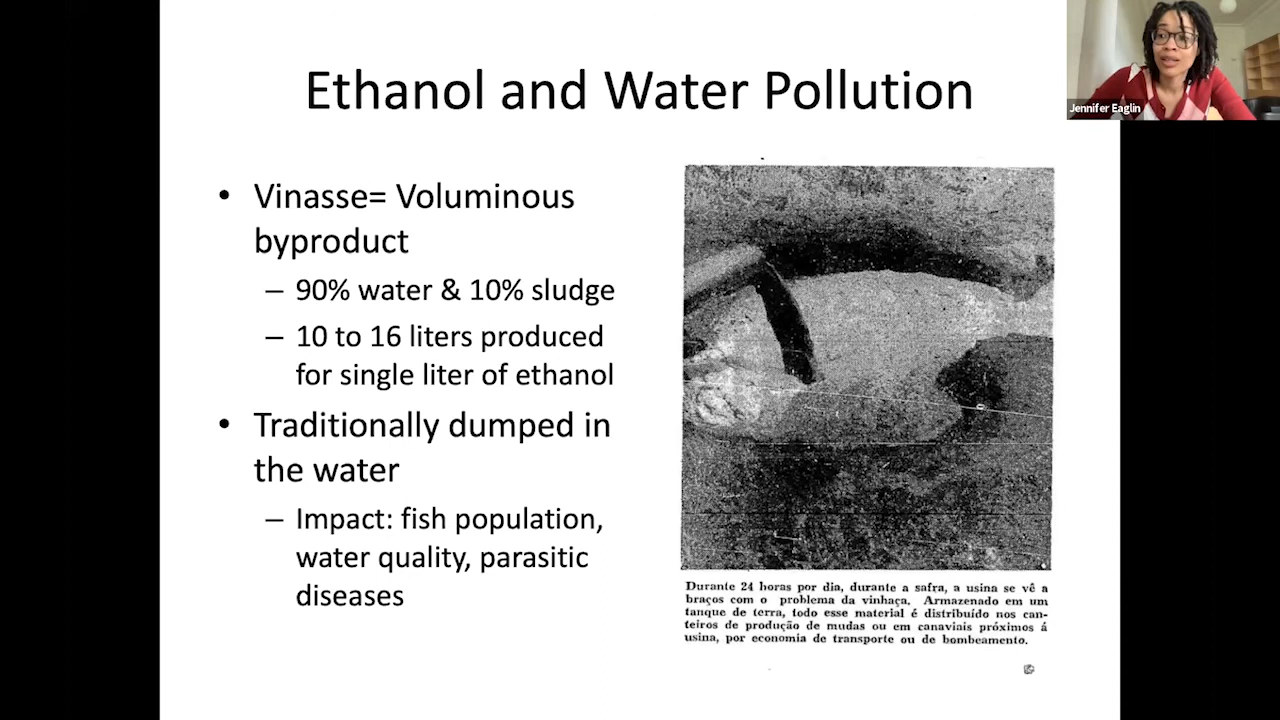 Ethanol and Water Pollution
Jennifer Eaglin
• Vinasse= Voluminous
byproduct
– 90% water & 10% sludge
– 10 to 16 liters produced
for single liter of ethanol
• Traditionally dumped in
the water
– Impact: fish population,
water quality, parasitic
diseases
Durante 24 horas por dia, durante a safra, a usina se vê a
braços com o problema da vinhaça. Armazenado em um
tanque de terra, todo esse material é distribuído nos can-
teiros de produção de mudas ou em canaviais próximos á
usina, por economia de transporte ou de bombeamento.